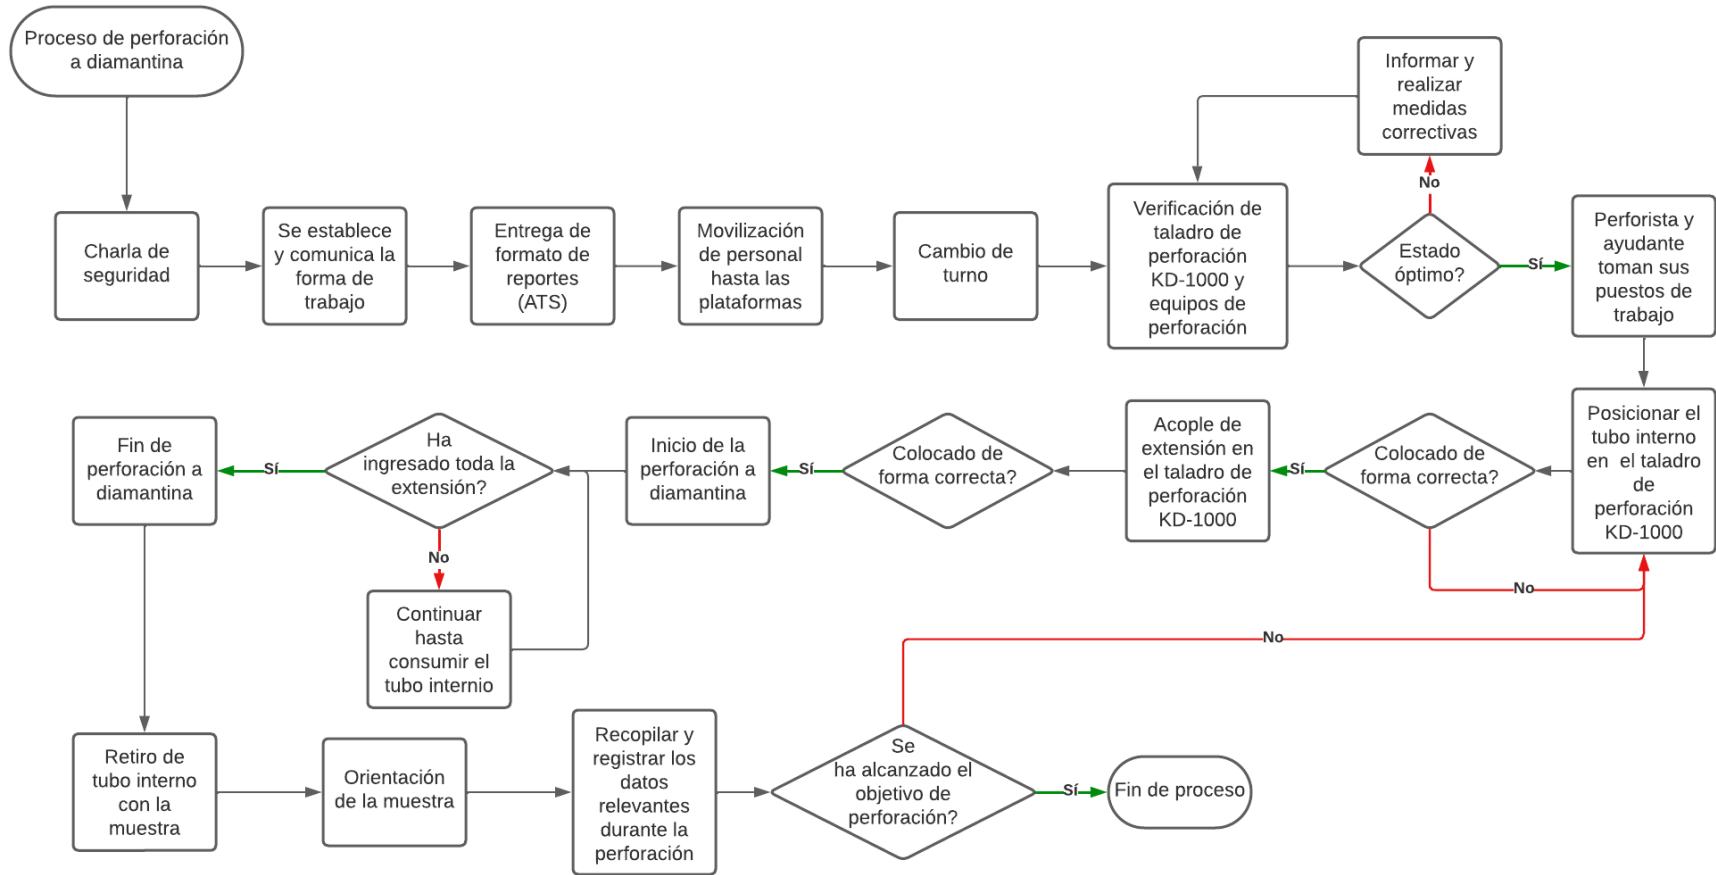 Proceso de perforación
a diamantina
Charla de
seguridad
Se establece
y comunica la
forma de
trabajo
Entrega de
formato de
reportes
(ATS)
Movilización
de personal
hasta las
plataformas
Cambio de
turno
Verificación de
taladro de
perforación
KD-1000 y
equipos de
perforación
Informar y
realizar
medidas
correctivas
No
Estado
óptimo?
Sí
Perforista y
ayudante
toman sus
puestos de
trabajo
Posicionar el
tubo interno
en el taladro
de
perforación
KD-1000
Colocado de
forma correcta?
No
Sí
Acople de
extensión en
el taladro de
perforación
KD-1000
Colocado de
forma correcta?
Sí
Inicio de la
perforación a
diamantina
Ha
ingresado toda la
extensión?
No
Continuar
hasta
consumir el
tubo internio
Sí
Fin de
perforación a
diamantina
Retiro de
tubo interno
con la
muestra
Orientación
de la muestra
Recopilar y
registrar los
datos
relevantes
durante la
perforación
Se
ha alcanzado el
objetivo de
perforación?
No
Sí
Fin de proceso